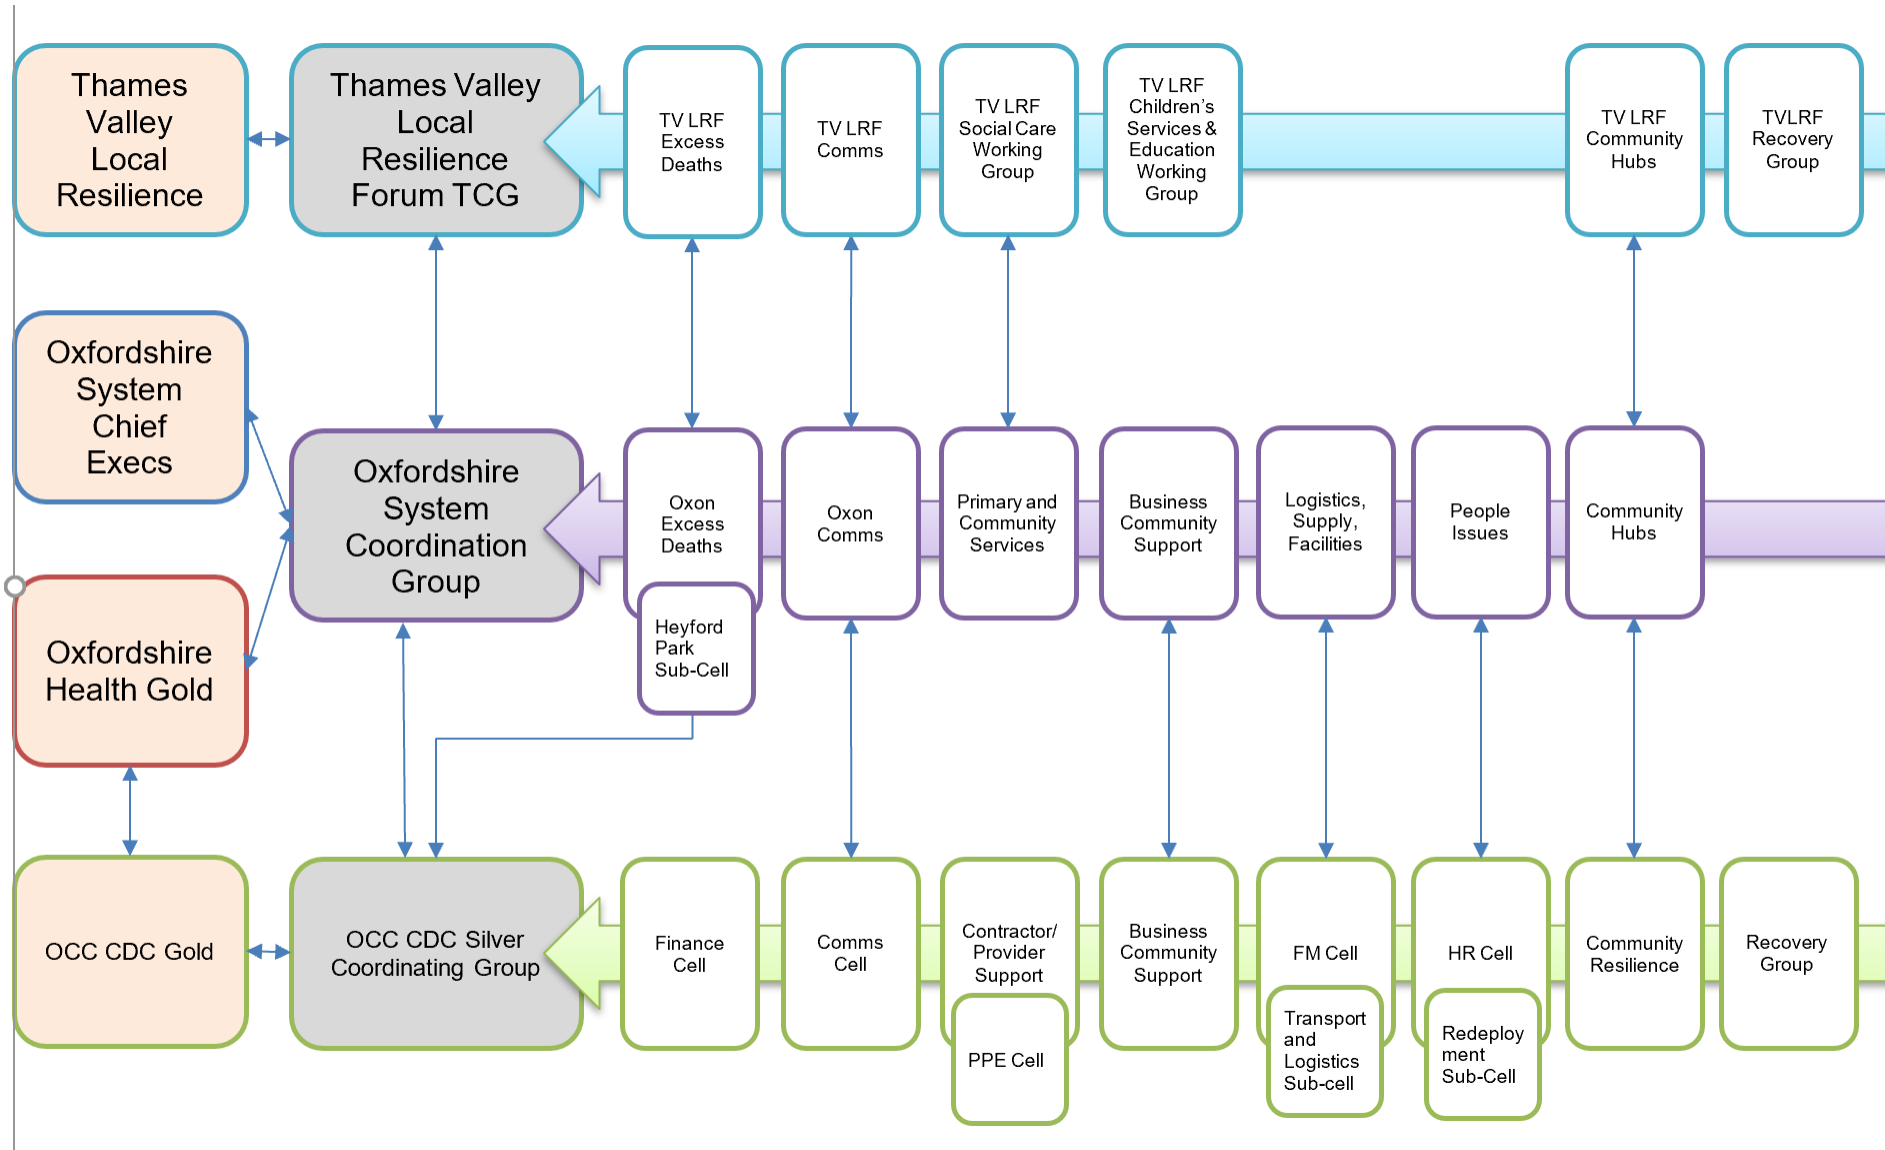 Thames
Valley
Local
Resilience
Thames Valley
Local
Resilience
Forum TCG
TV LRF
Excess
Deaths
TV LRF
Comms
TV LRF
Social Care
Working
Group
TV LRF
Children’s
Services &
Education
Working
Group
TV LRF
Community
Hubs
TVLRF
Recovery
Group
Oxfordshire
System
Chief
Execs
Oxfordshire
System
Coordination
Group
Oxon
Excess
Deaths
Heyford
Park
Sub-Cell
Oxon
Comms
Primary and
Community
Services
Business
Community
Support
Logistics,
Supply,
Facilities
People
Issues
Community
Hubs
Oxfordshire
Health Gold
OCC CDC Gold
OCC CDC Silver
Coordinating Group
Finance
Cell
Comms
Cell
Contractor/
Provider
Support
PPE Cell
Business
Community
Support
FM Cell
Transport
and
Logistics
Sub-cell
HR Cell
Redeploy
ment
Sub-Cell
Community
Resilience
Recovery
Group